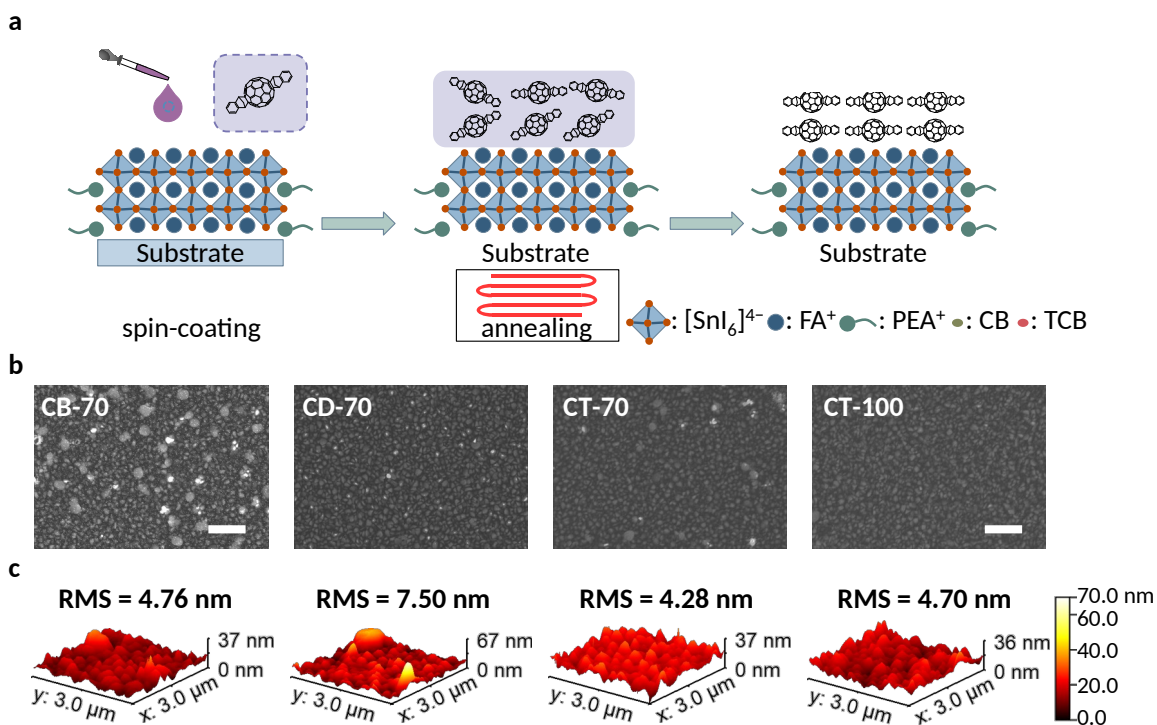 a
Substrate
Substrate
Substrate
spin-coating
annealing
: [SnI₆]⁴⁻ : FA⁺ : PEA⁺ : CB : TCB
b
CB-70
CD-70
CT-70
CT-100
c
RMS = 4.76 nm
RMS = 7.50 nm
RMS = 4.28 nm
RMS = 4.70 nm
37 nm
0 nm
y: 3.0 µm
x: 3.0 µm
67 nm
0 nm
y: 3.0 µm
x: 3.0 µm
37 nm
0 nm
y: 3.0 µm
x: 3.0 µm
36 nm
0 nm
y: 3.0 µm
x: 3.0 µm
70.0 nm
60.0
40.0
20.0
0.0